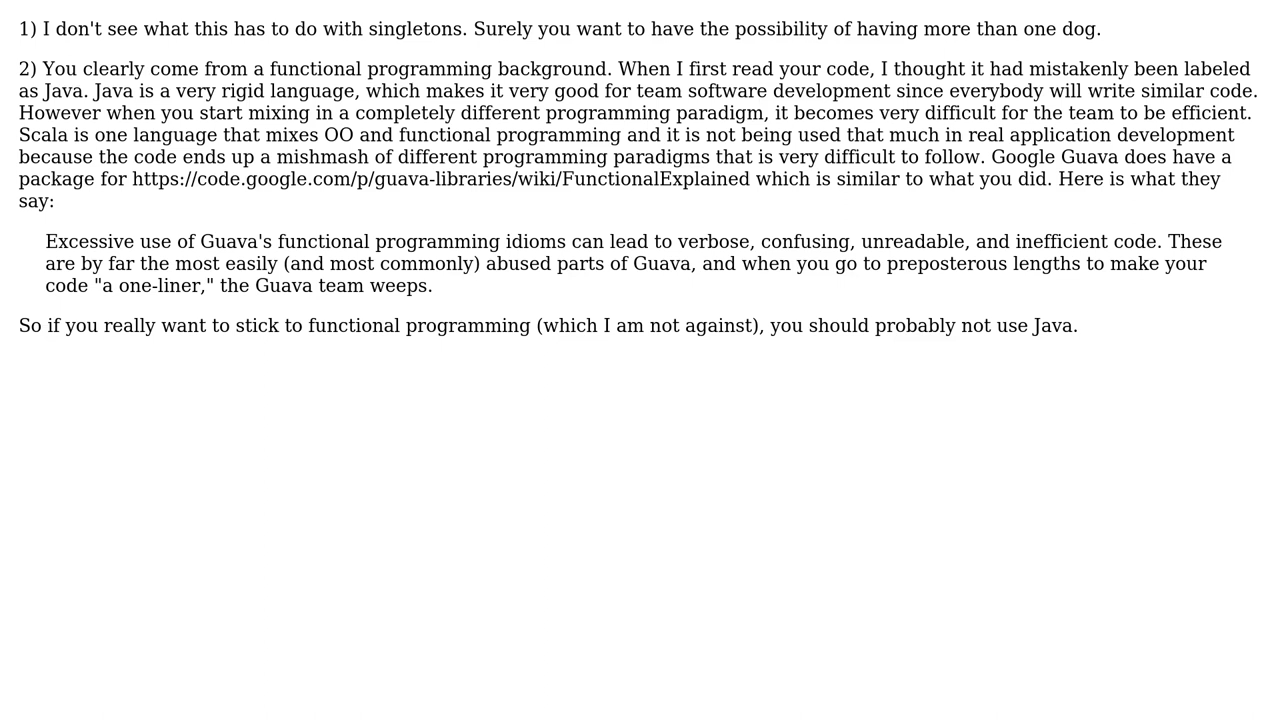 1) I don't see what this has to do with singletons. Surely you want to have the possibility of having more than one dog.
2) You clearly come from a functional programming background. When I first read your code, I thought it had mistakenly been labeled
as Java. Java is a very rigid language, which makes it very good for team software development since everybody will write similar code.
However when you start mixing in a completely different programming paradigm, it becomes very difficult for the team to be efficient.
Scala is one language that mixes OO and functional programming and it is not being used that much in real application development
because the code ends up a mishmash of different programming paradigms that is very difficult to follow. Google Guava does have a
package for https://code.google.com/p/guava-libraries/wiki/FunctionalExplained which is similar to what you did. Here is what they
say:
Excessive use of Guava's functional programming idioms can lead to verbose, confusing, unreadable, and inefficient code. These
are by far the most easily (and most commonly) abused parts of Guava, and when you go to preposterous lengths to make your
code "a one-liner," the Guava team weeps.
So if you really want to stick to functional programming (which I am not against), you should probably not use Java.